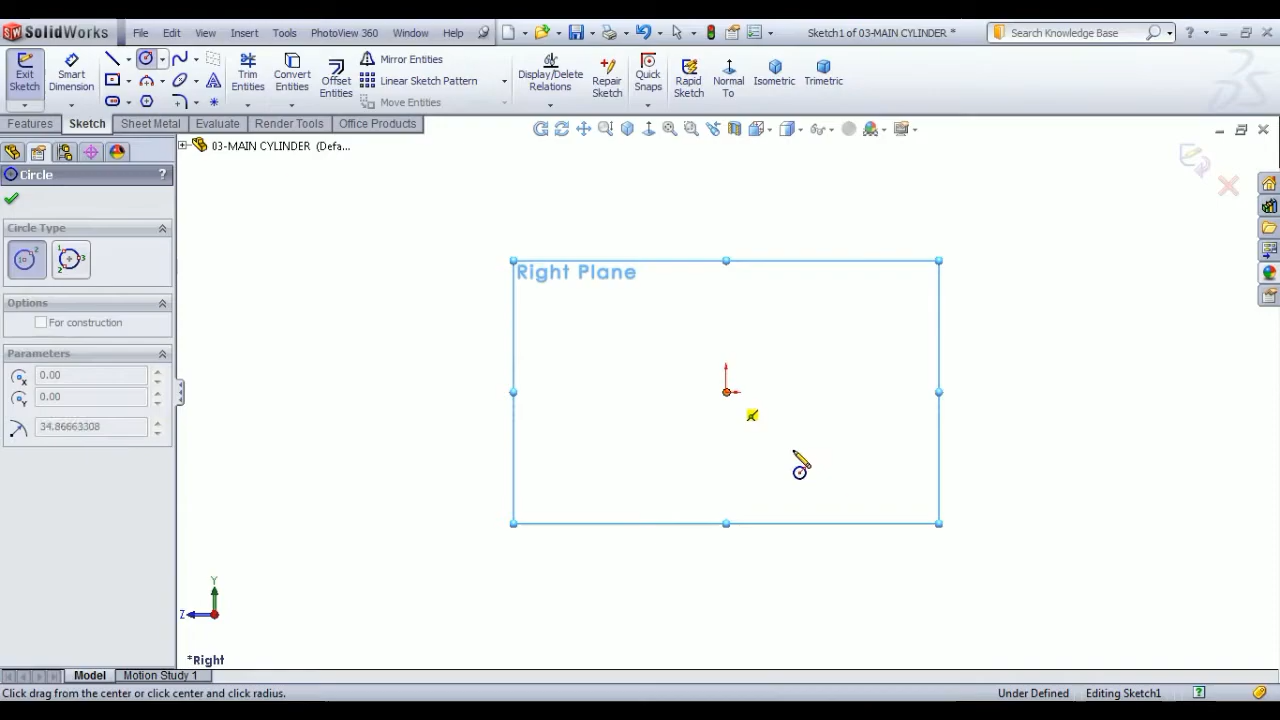 SolidWorks File Edit View Insert Tools PhotoView 360 Window Help Sketch1 of 03-MAIN CYLINDER * Search Knowledge Base ?
Exit Sketch
Smart Dimension
Trim Entities
Convert Entities
Offset Entities
Mirror Entities
Linear Sketch Pattern
Move Entities
Display/Delete Relations
Repair Sketch
Quick Snaps
Rapid Sketch
Normal To
Isometric
Trimetric
Features Sketch Sheet Metal Evaluate Render Tools Office Products
03-MAIN CYLINDER (Defa...
Circle ?
Circle Type
Options
For construction
Parameters
0.00
0.00
34.86663308
Right Plane
Y
Z
*Right
Model Motion Study 1
Click drag from the center or click center and click radius. Under Defined Editing Sketch1 ?